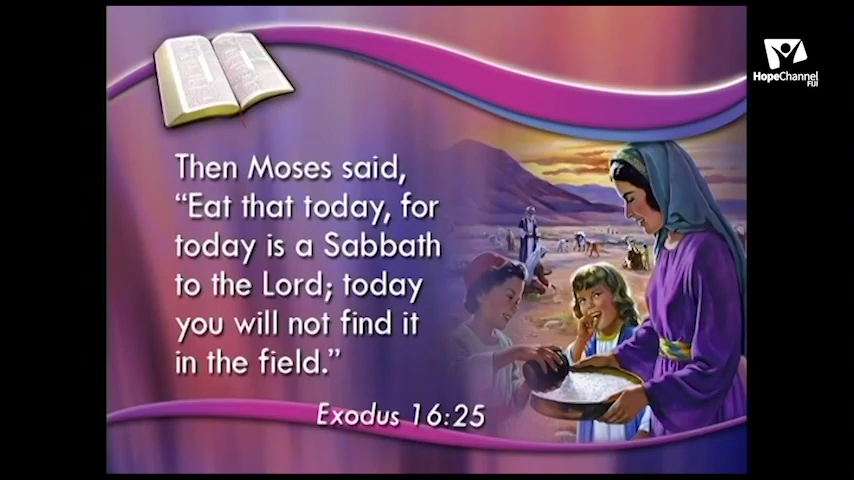 Then Moses said,
“Eat that today, for
today is a Sabbath
to the Lord; today
you will not find it
in the field.”
Exodus 16:25
HopeChannel
FIJI